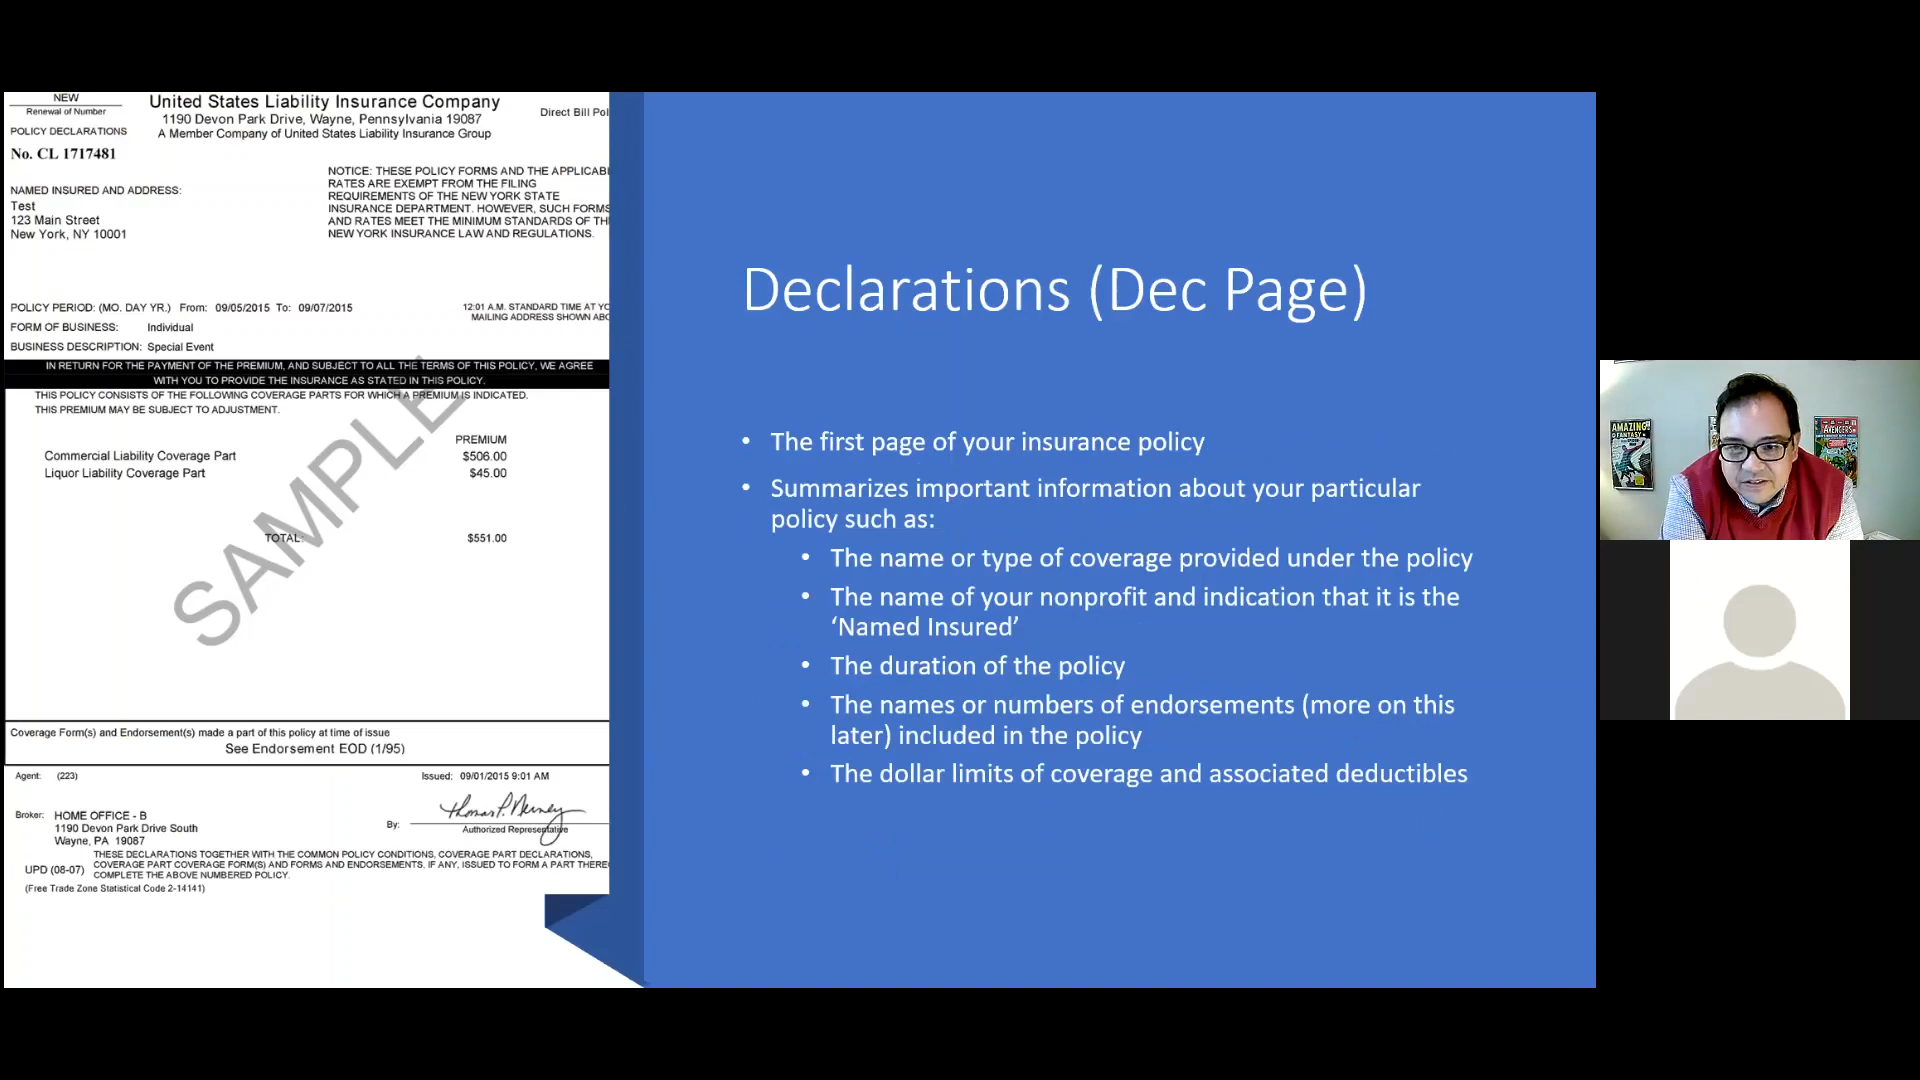 NEW
Renewal of Number
United States Liability Insurance Company
1190 Devon Park Drive, Wayne, Pennsylvania 19087
A Member Company of United States Liability Insurance Group
Direct Bill Pol
POLICY DECLARATIONS
No. CL 1717481
NAMED INSURED AND ADDRESS:
Test
123 Main Street
New York, NY 10001
NOTICE: THESE POLICY FORMS AND THE APPLICABL
RATES ARE EXEMPT FROM THE FILING
REQUIREMENTS OF THE NEW YORK STATE
INSURANCE DEPARTMENT. HOWEVER, SUCH FORMS
AND RATES MEET THE MINIMUM STANDARDS OF TH
NEW YORK INSURANCE LAW AND REGULATIONS.
POLICY PERIOD: (MO. DAY YR.) From: 09/05/2015 To: 09/07/2015
12:01 A.M. STANDARD TIME AT YO
MAILING ADDRESS SHOWN ABO
FORM OF BUSINESS: Individual
BUSINESS DESCRIPTION: Special Event
IN RETURN FOR THE PAYMENT OF THE PREMIUM, AND SUBJECT TO ALL THE TERMS OF THIS POLICY, WE AGREE
WITH YOU TO PROVIDE THE INSURANCE AS STATED IN THIS POLICY.
THIS POLICY CONSISTS OF THE FOLLOWING COVERAGE PARTS FOR WHICH A PREMIUM IS INDICATED.
THIS PREMIUM MAY BE SUBJECT TO ADJUSTMENT.
PREMIUM
Commercial Liability Coverage Part $506.00
Liquor Liability Coverage Part $45.00
TOTAL: $551.00
SAMPLE
Coverage Form(s) and Endorsement(s) made a part of this policy at time of issue
See Endorsement EOD (1/95)
Agent: (223)
Issued: 09/01/2015 9:01 AM
Broker: HOME OFFICE - B
1190 Devon Park Drive South
Wayne, PA 19087
By:
Authorized Representative
THESE DECLARATIONS TOGETHER WITH THE COMMON POLICY CONDITIONS, COVERAGE PART DECLARATIONS,
UPD (08-07) COVERAGE PART COVERAGE FORM(S) AND FORMS AND ENDORSEMENTS, IF ANY, ISSUED TO FORM A PART THERE
COMPLETE THE ABOVE NUMBERED POLICY.
(Free Trade Zone Statistical Code 2-14141)
Declarations (Dec Page)
• The first page of your insurance policy
• Summarizes important information about your particular
policy such as:
• The name or type of coverage provided under the policy
• The name of your nonprofit and indication that it is the
‘Named Insured’
• The duration of the policy
• The names or numbers of endorsements (more on this
later) included in the policy
• The dollar limits of coverage and associated deductibles
AMAZING
FANTASY
AVENGERS